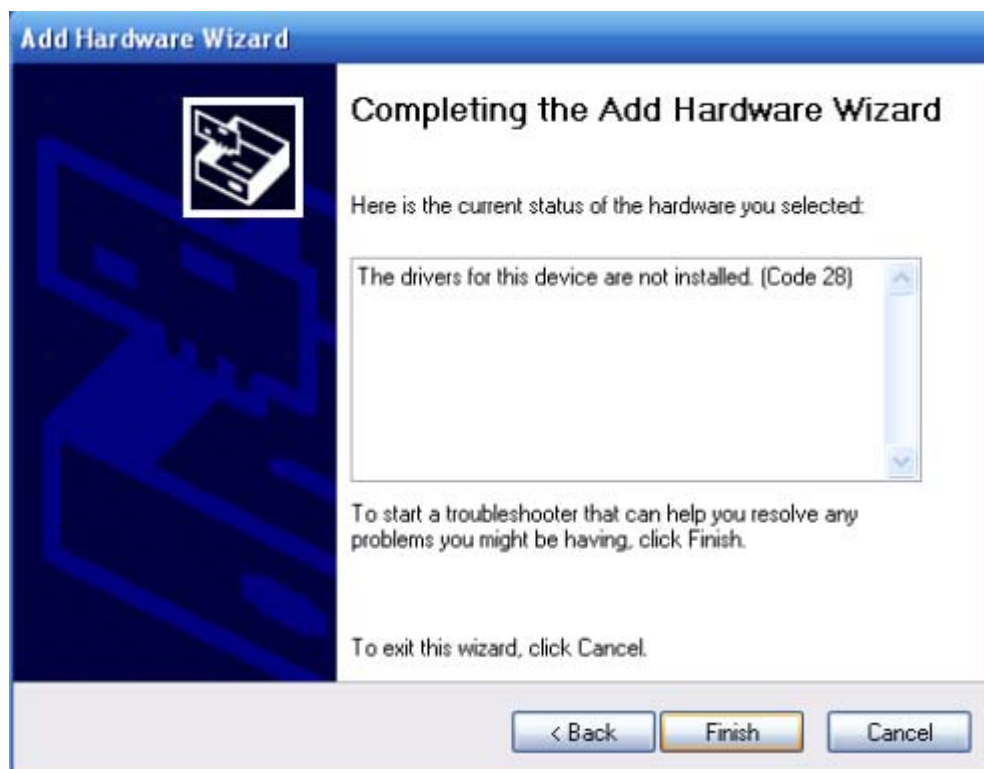 Add Hardware Wizard
Completing the Add Hardware Wizard
Here is the current status of the hardware you selected:
The drivers for this device are not installed. (Code 28)
To start a troubleshooter that can help you resolve any
problems you might be having, click Finish.
To exit this wizard, click Cancel.
< Back
Finish
Cancel